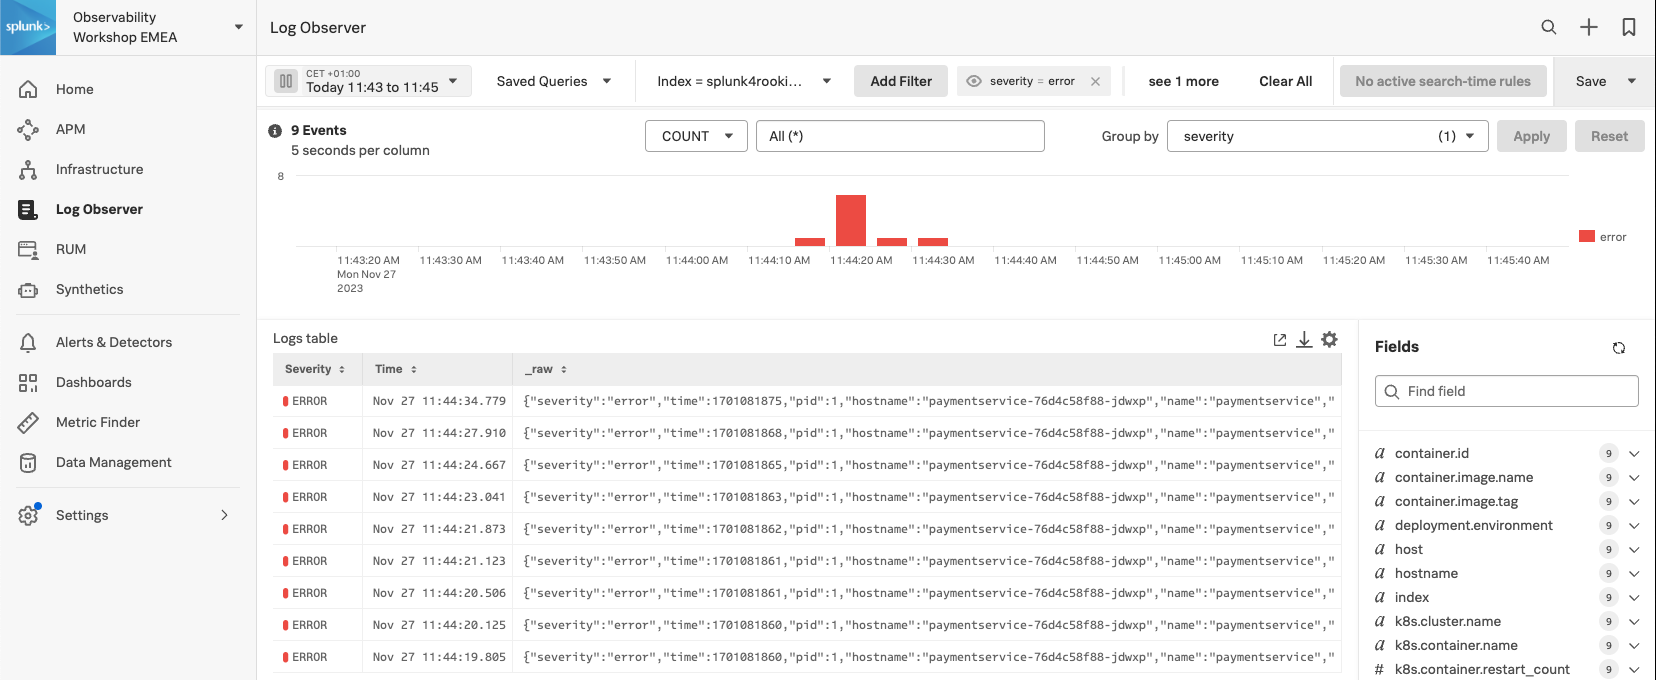 splunk>
Observability
Workshop EMEA
Log Observer
Home
APM
Infrastructure
Log Observer
RUM
Synthetics
Alerts & Detectors
Dashboards
Metric Finder
Data Management
Settings
CET +01:00
Today 11:43 to 11:45
Saved Queries
Index = splunk4rooki...
Add Filter
severity = error
see 1 more
Clear All
No active search-time rules
Save
9 Events
5 seconds per column
COUNT
All (*)
Group by
severity (1)
Apply
Reset
8
error
11:43:20 AM 11:43:30 AM 11:43:40 AM 11:43:50 AM 11:44:00 AM 11:44:10 AM 11:44:20 AM 11:44:30 AM 11:44:40 AM 11:44:50 AM 11:45:00 AM 11:45:10 AM 11:45:20 AM 11:45:30 AM 11:45:40 AM
Mon Nov 27
2023
Logs table
Severity Time _raw
ERROR Nov 27 11:44:34.779 {"severity":"error","time":1701081875,"pid":1,"hostname":"paymentservice-76d4c58f88-jdwxp","name":"paymentservice","
ERROR Nov 27 11:44:27.910 {"severity":"error","time":1701081868,"pid":1,"hostname":"paymentservice-76d4c58f88-jdwxp","name":"paymentservice","
ERROR Nov 27 11:44:24.667 {"severity":"error","time":1701081865,"pid":1,"hostname":"paymentservice-76d4c58f88-jdwxp","name":"paymentservice","
ERROR Nov 27 11:44:23.041 {"severity":"error","time":1701081863,"pid":1,"hostname":"paymentservice-76d4c58f88-jdwxp","name":"paymentservice","
ERROR Nov 27 11:44:21.873 {"severity":"error","time":1701081862,"pid":1,"hostname":"paymentservice-76d4c58f88-jdwxp","name":"paymentservice","
ERROR Nov 27 11:44:21.123 {"severity":"error","time":1701081861,"pid":1,"hostname":"paymentservice-76d4c58f88-jdwxp","name":"paymentservice","
ERROR Nov 27 11:44:20.506 {"severity":"error","time":1701081861,"pid":1,"hostname":"paymentservice-76d4c58f88-jdwxp","name":"paymentservice","
ERROR Nov 27 11:44:20.125 {"severity":"error","time":1701081860,"pid":1,"hostname":"paymentservice-76d4c58f88-jdwxp","name":"paymentservice","
ERROR Nov 27 11:44:19.805 {"severity":"error","time":1701081860,"pid":1,"hostname":"paymentservice-76d4c58f88-jdwxp","name":"paymentservice","
Fields
Find field
a container.id 9
a container.image.name 9
a container.image.tag 9
a deployment.environment 9
a host 9
a hostname 9
a index 9
a k8s.cluster.name 9
a k8s.container.name 9
# k8s.container.restart_count 9